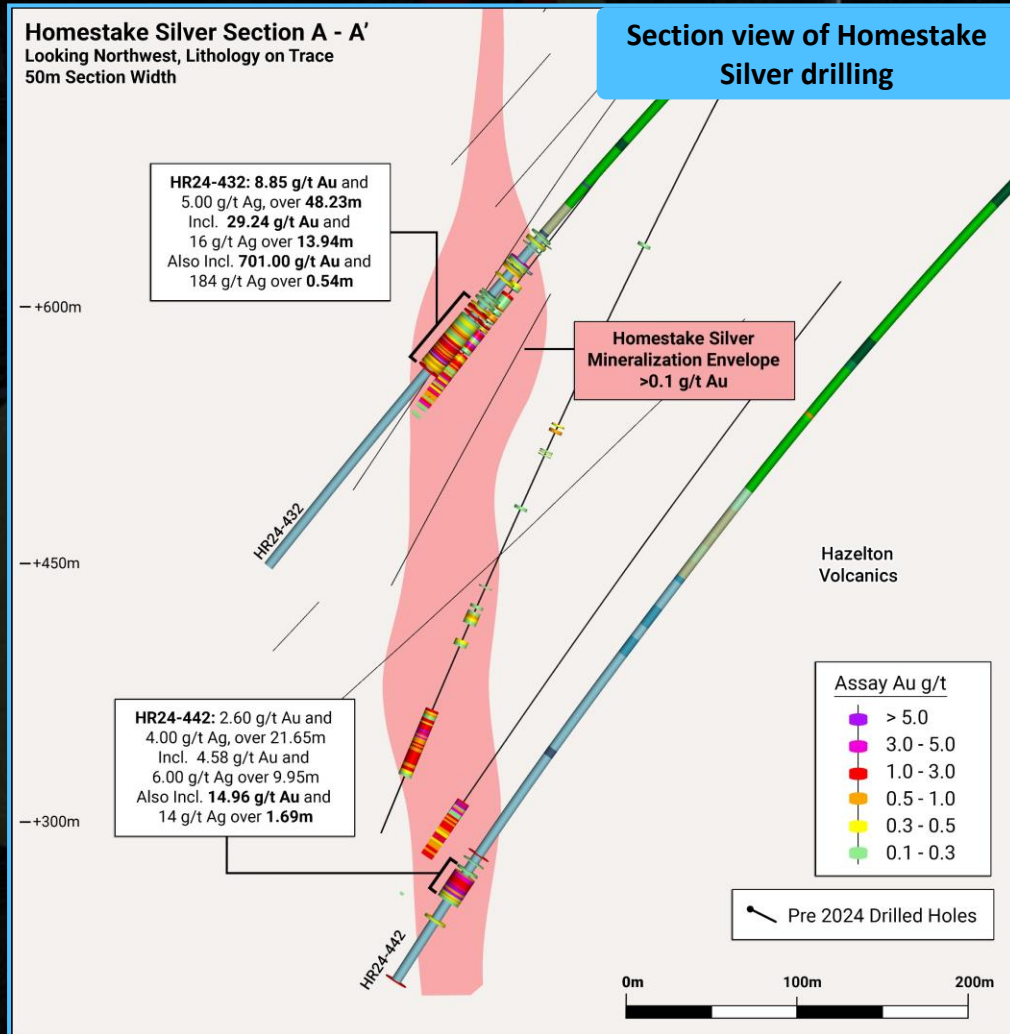 Homestake Silver Section A - A'
Looking Northwest, Lithology on Trace
50m Section Width
Section view of Homestake
Silver drilling
HR24-432: 8.85 g/t Au and
5.00 g/t Ag, over 48.23m
Incl. 29.24 g/t Au and
16 g/t Ag over 13.94m
Also Incl. 701.00 g/t Au and
184 g/t Ag over 0.54m
+600m
Homestake Silver
Mineralization Envelope
>0.1 g/t Au
HR24-432
+450m
Hazelton
Volcanics
HR24-442: 2.60 g/t Au and
4.00 g/t Ag, over 21.65m
Incl. 4.58 g/t Au and
6.00 g/t Ag over 9.95m
Also Incl. 14.96 g/t Au and
14 g/t Ag over 1.69m
+300m
HR24-442
Assay Au g/t
> 5.0
3.0 - 5.0
1.0 - 3.0
0.5 - 1.0
0.3 - 0.5
0.1 - 0.3
Pre 2024 Drilled Holes
0m 100m 200m